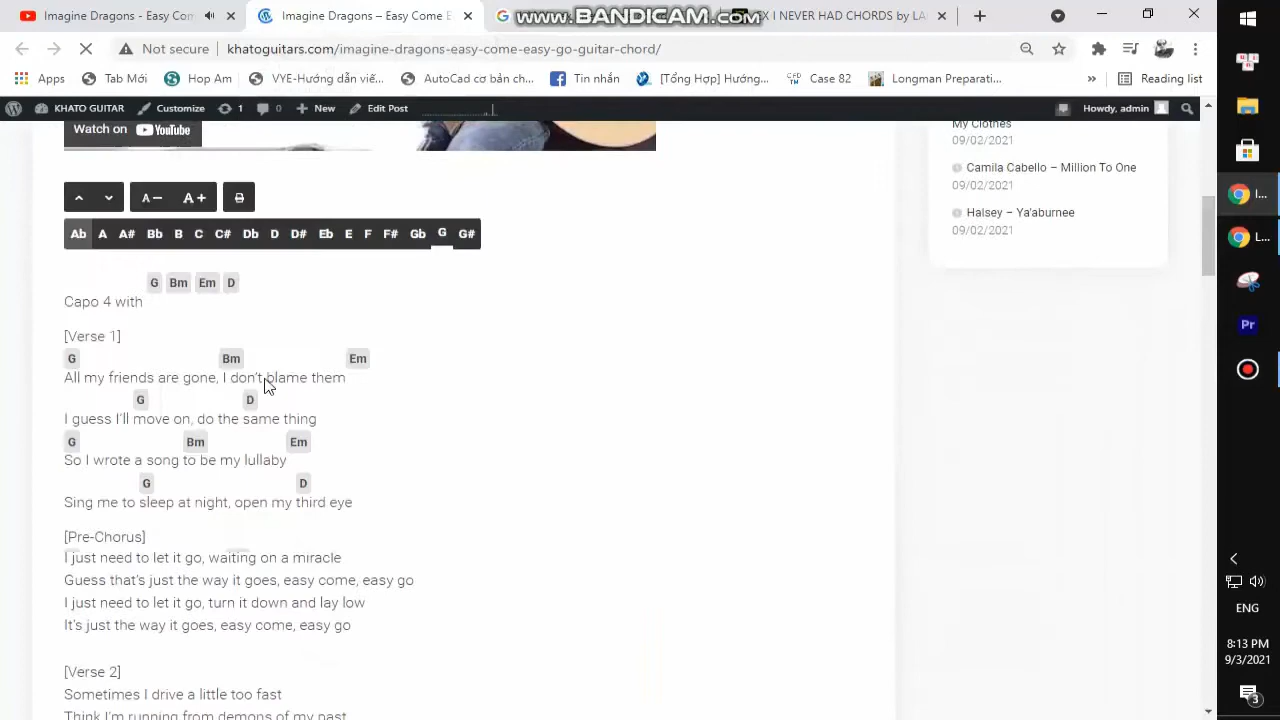 Imagine Dragons - Easy Come
Imagine Dragons – Easy Come E
www.BANDICAM.com
X I NEVER HAD CHORDS by LA
Not secure
khatoguitars.com/imagine-dragons-easy-come-easy-go-guitar-chord/
Apps
Tab Mới
Hop Am
VYE-Hướng dẫn viế...
AutoCad cơ bản ch...
Tin nhắn
[Tổng Hợp] Hướng...
Case 82
Longman Preparati...
»
Reading list
KHATO GUITAR
Customize
1
New
Edit Post
Howdy, admin
Watch on YouTube
My Clothes
09/02/2021
Camila Cabello – Million To One
09/02/2021
Halsey – Ya'aburnee
09/02/2021
A– A+
Ab A A# Bb B C C# Db D D# Eb E F F# Gb G G#
G Bm Em D
Capo 4 with
[Verse 1]
G Bm Em
All my friends are gone, I don't blame them
G D
I guess I'll move on, do the same thing
G Bm Em
So I wrote a song to be my lullaby
G D
Sing me to sleep at night, open my third eye
[Pre-Chorus]
I just need to let it go, waiting on a miracle
Guess that's just the way it goes, easy come, easy go
I just need to let it go, turn it down and lay low
It's just the way it goes, easy come, easy go
[Verse 2]
Sometimes I drive a little too fast
Think I'm running from demons of my past
I...
L...
Pr
ENG
8:13 PM
9/3/2021
3